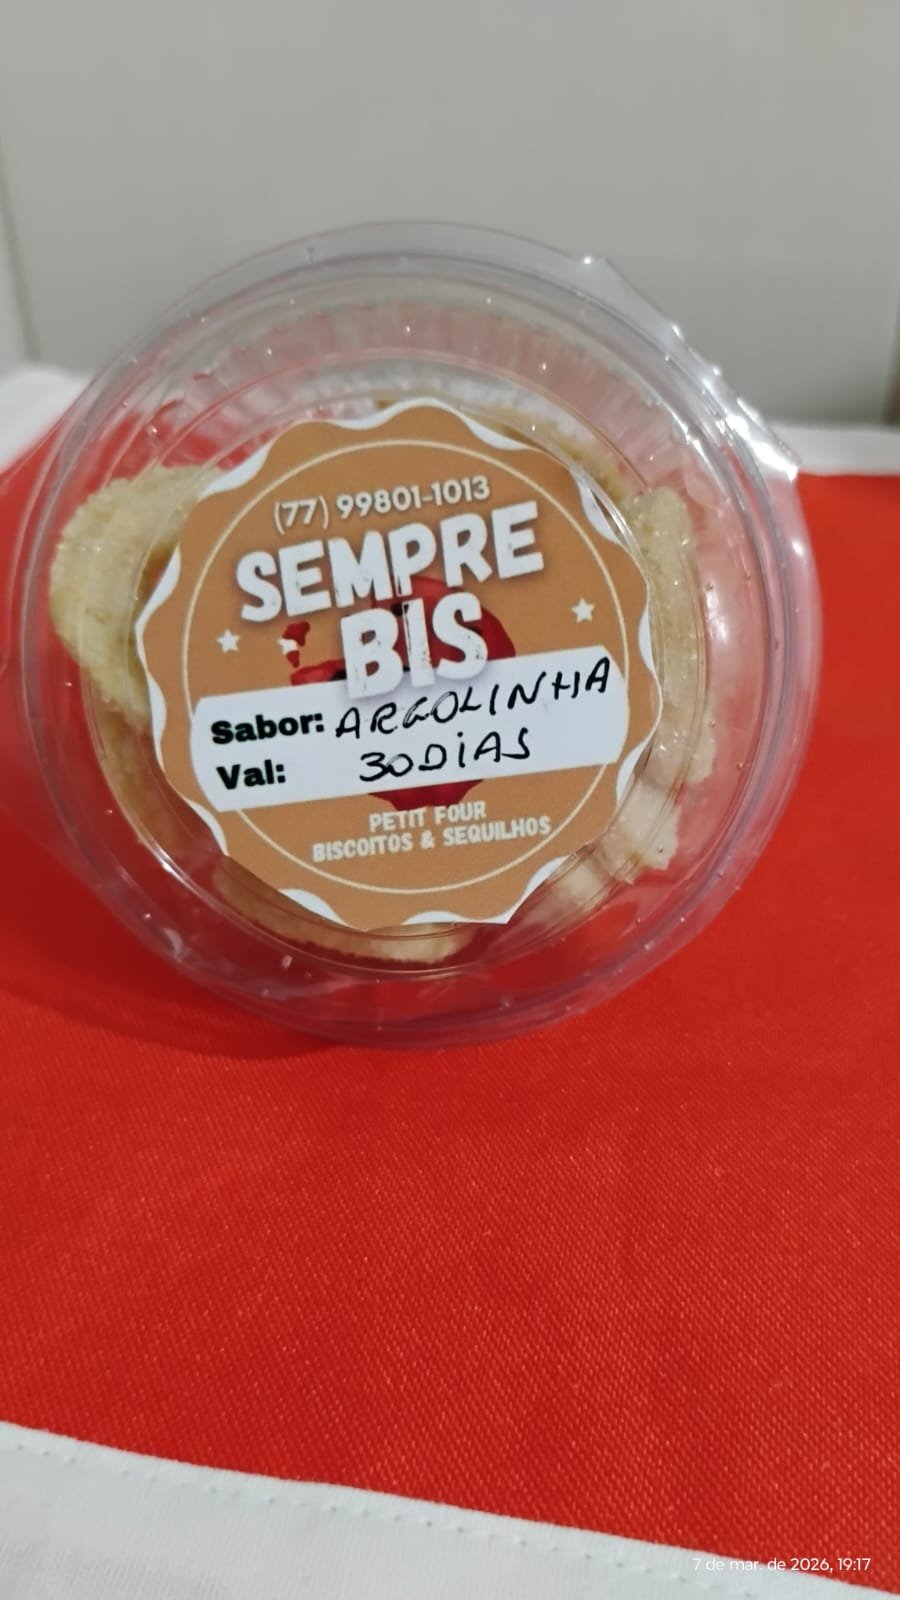 (77) 99801-1013
SEMPRE
BIS
Sabor: ARGOLINHA
Val: 30DiAS
PETIT FOUR
BISCOITOS & SEQUILHOS
7 de mar. de 2026, 19:17